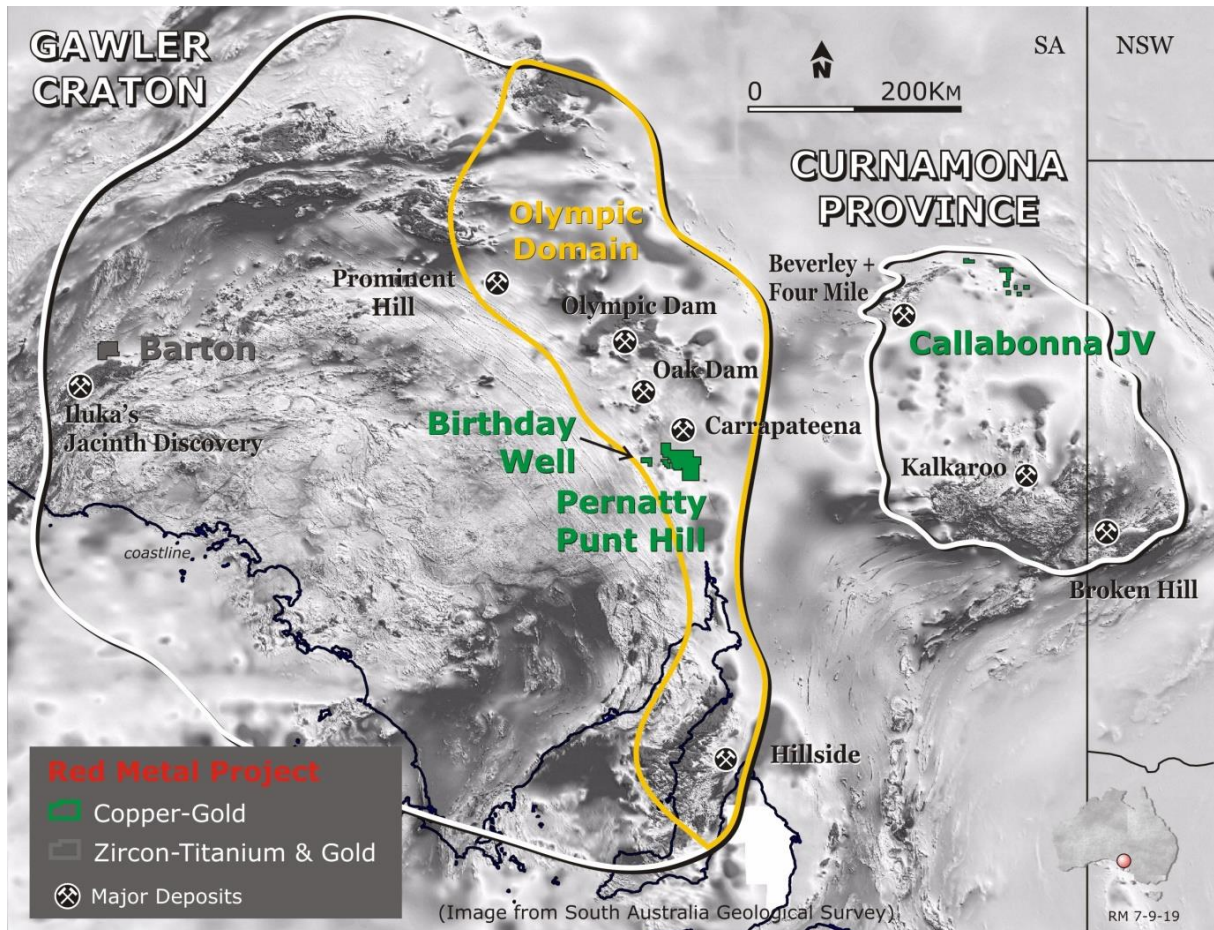 GAWLER
CRATON
SA
NSW
N
0
200KM
CURNAMONA
PROVINCE
Olympic
Domain
Prominent
Hill
Olympic Dam
Beverley +
Four Mile
Callabonna JV
Barton
Oak Dam
Iluka's
Jacinth Discovery
Birthday
Well
Carrapateena
Kalkaroo
Pernatty
Punt Hill
coastline
Broken Hill
Hillside
Red Metal Project
Copper-Gold
Zircon-Titanium & Gold
Major Deposits
(Image from South Australia Geological Survey)
RM 7-9-19